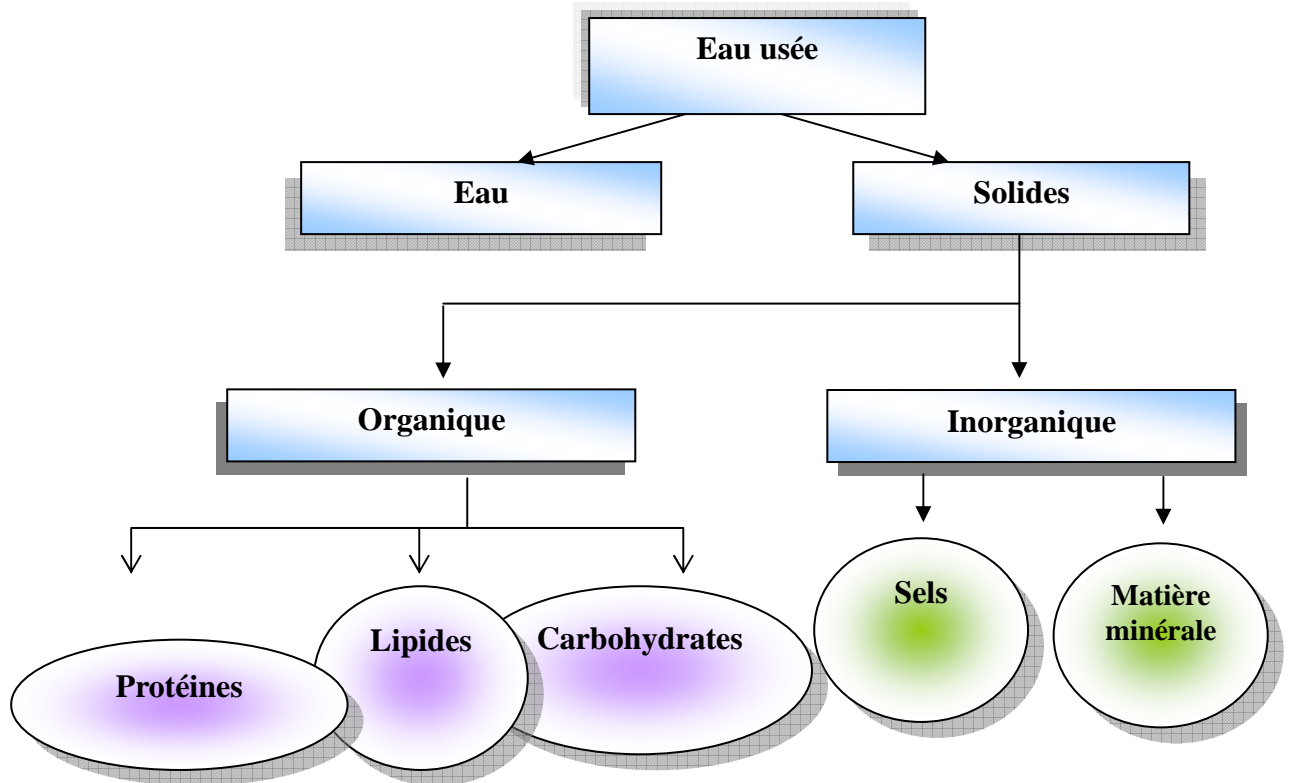 Eau usée
Eau
Solides
Organique
Inorganique
Protéines
Lipides
Carbohydrates
Sels
Matière
minérale